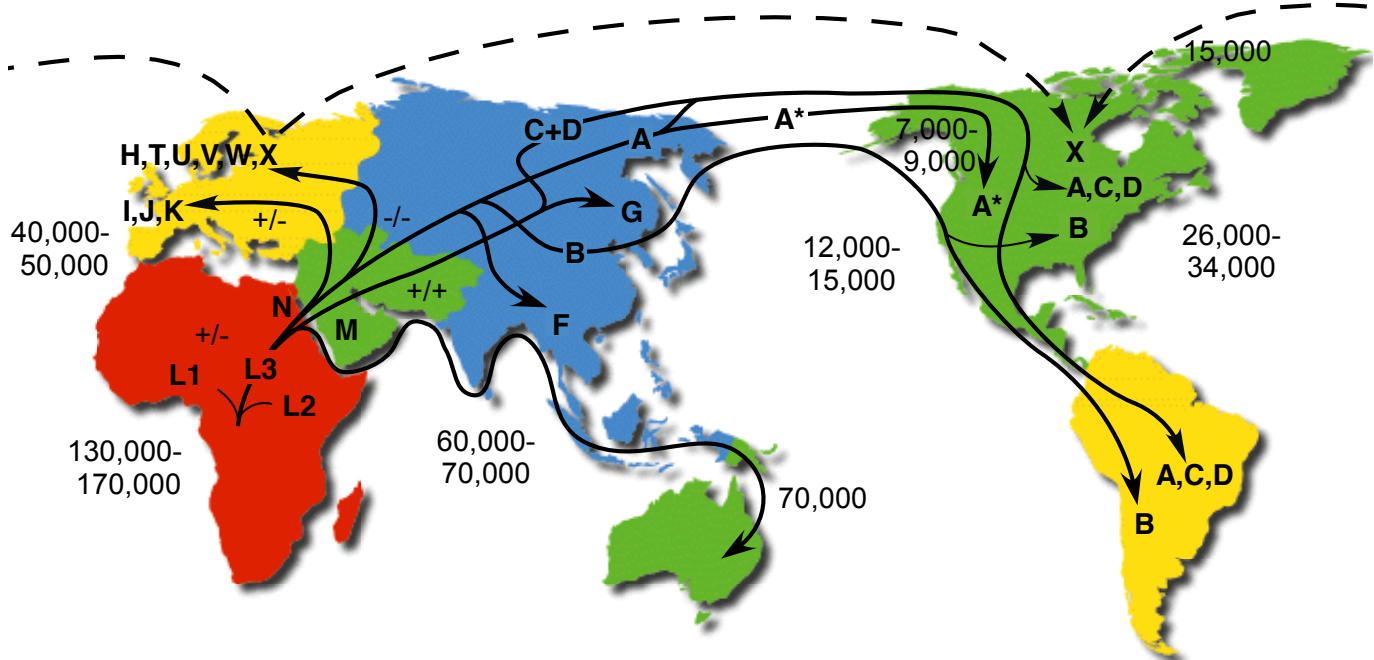 15,000
C+D
A
A*
7,000-
9,000
H,T,U,V,W,X
X
A,C,D
I,J,K
+/-
-/-
G
A*
B
40,000-
50,000
B
12,000-
15,000
26,000-
34,000
N
+/+
M
F
+/-
L1
L3
L2
130,000-
170,000
60,000-
70,000
70,000
A,C,D
B